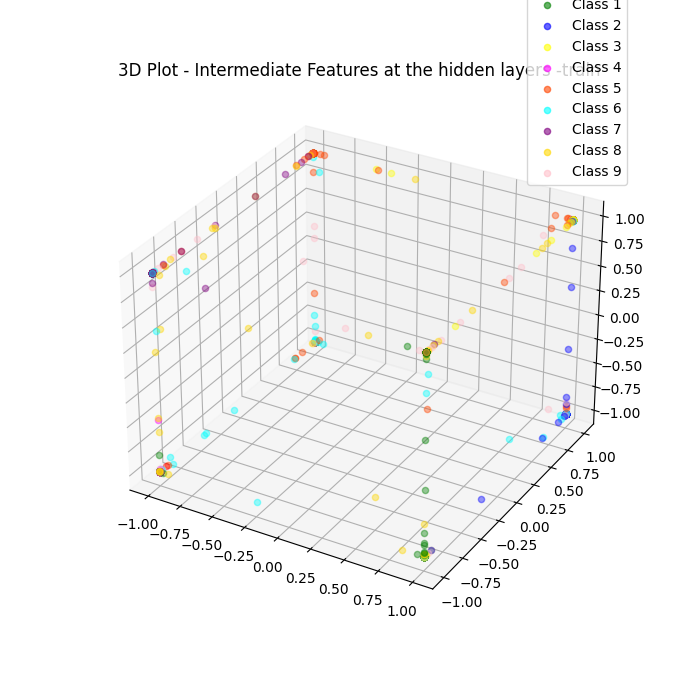 Class 1
Class 2
Class 3
3D Plot - Intermediate Features at the hidden layers -train
Class 4
Class 5
Class 6
Class 7
Class 8
Class 9
1.00
0.75
0.50
0.25
0.00
−0.25
−0.50
−0.75
−1.00
1.00
0.75
0.50
0.25
0.00
−0.25
−0.50
−0.75
−1.00
−1.00
−0.75
−0.50
−0.25
0.00
0.25
0.50
0.75
1.00